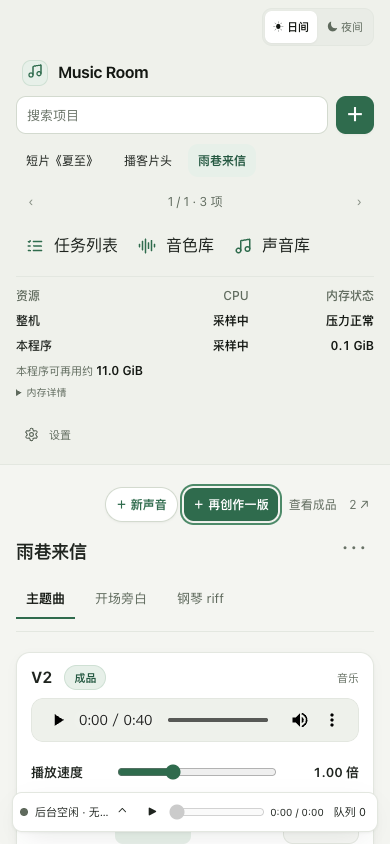 日间 夜间
Music Room
搜索项目
短片《夏至》 播客片头 雨巷来信
‹ 1 / 1 · 3 项 ›
任务列表 音色库 声音库
资源 CPU 内存状态
整机 采样中 压力正常
本程序 采样中 0.1 GiB
本程序可再用约 11.0 GiB
内存详情
设置
+ 新声音 + 再创作一版 查看成品 2 ↗
雨巷来信 ···
主题曲 开场旁白 钢琴 riff
V2 成品 音乐
0:00 / 0:40
播放速度 1.00 倍
后台空闲 · 无... 0:00 / 0:00 队列 0